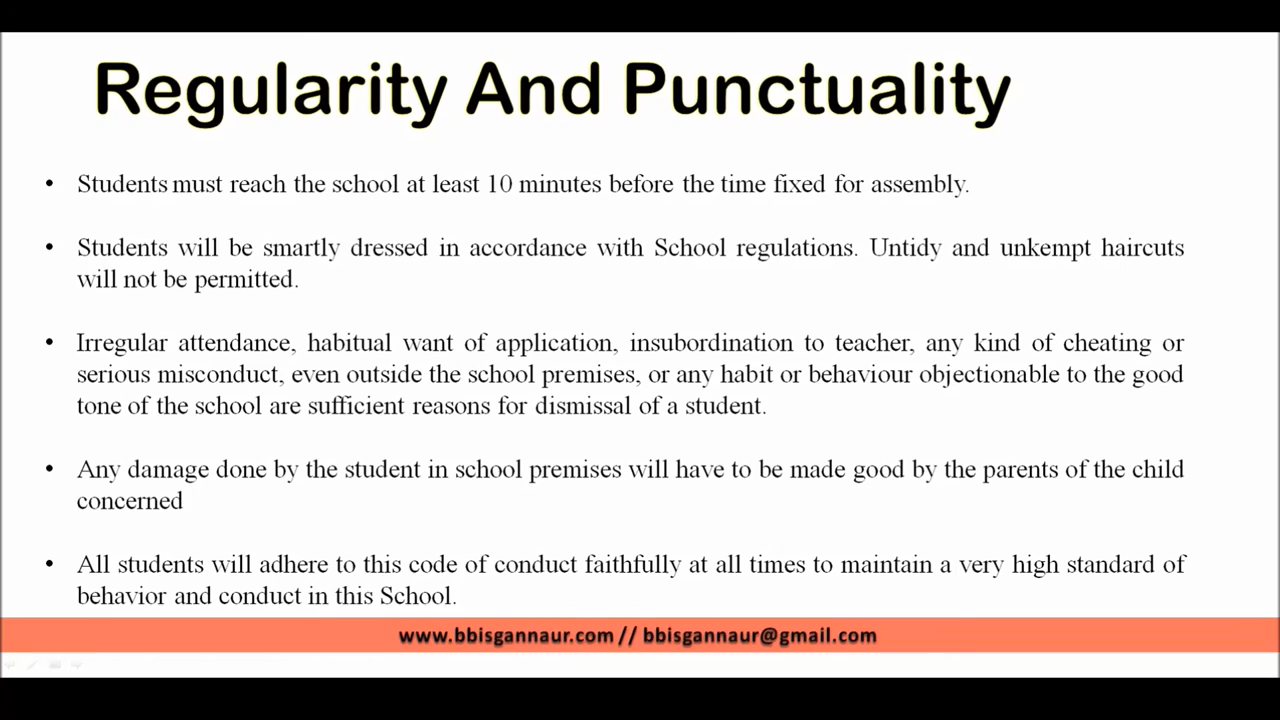 Regularity And Punctuality
• Students must reach the school at least 10 minutes before the time fixed for assembly.
• Students will be smartly dressed in accordance with School regulations. Untidy and unkempt haircuts
will not be permitted.
• Irregular attendance, habitual want of application, insubordination to teacher, any kind of cheating or
serious misconduct, even outside the school premises, or any habit or behaviour objectionable to the good
tone of the school are sufficient reasons for dismissal of a student.
• Any damage done by the student in school premises will have to be made good by the parents of the child
concerned
• All students will adhere to this code of conduct faithfully at all times to maintain a very high standard of
behavior and conduct in this School.
www.bbisgannaur.com // bbisgannaur@gmail.com